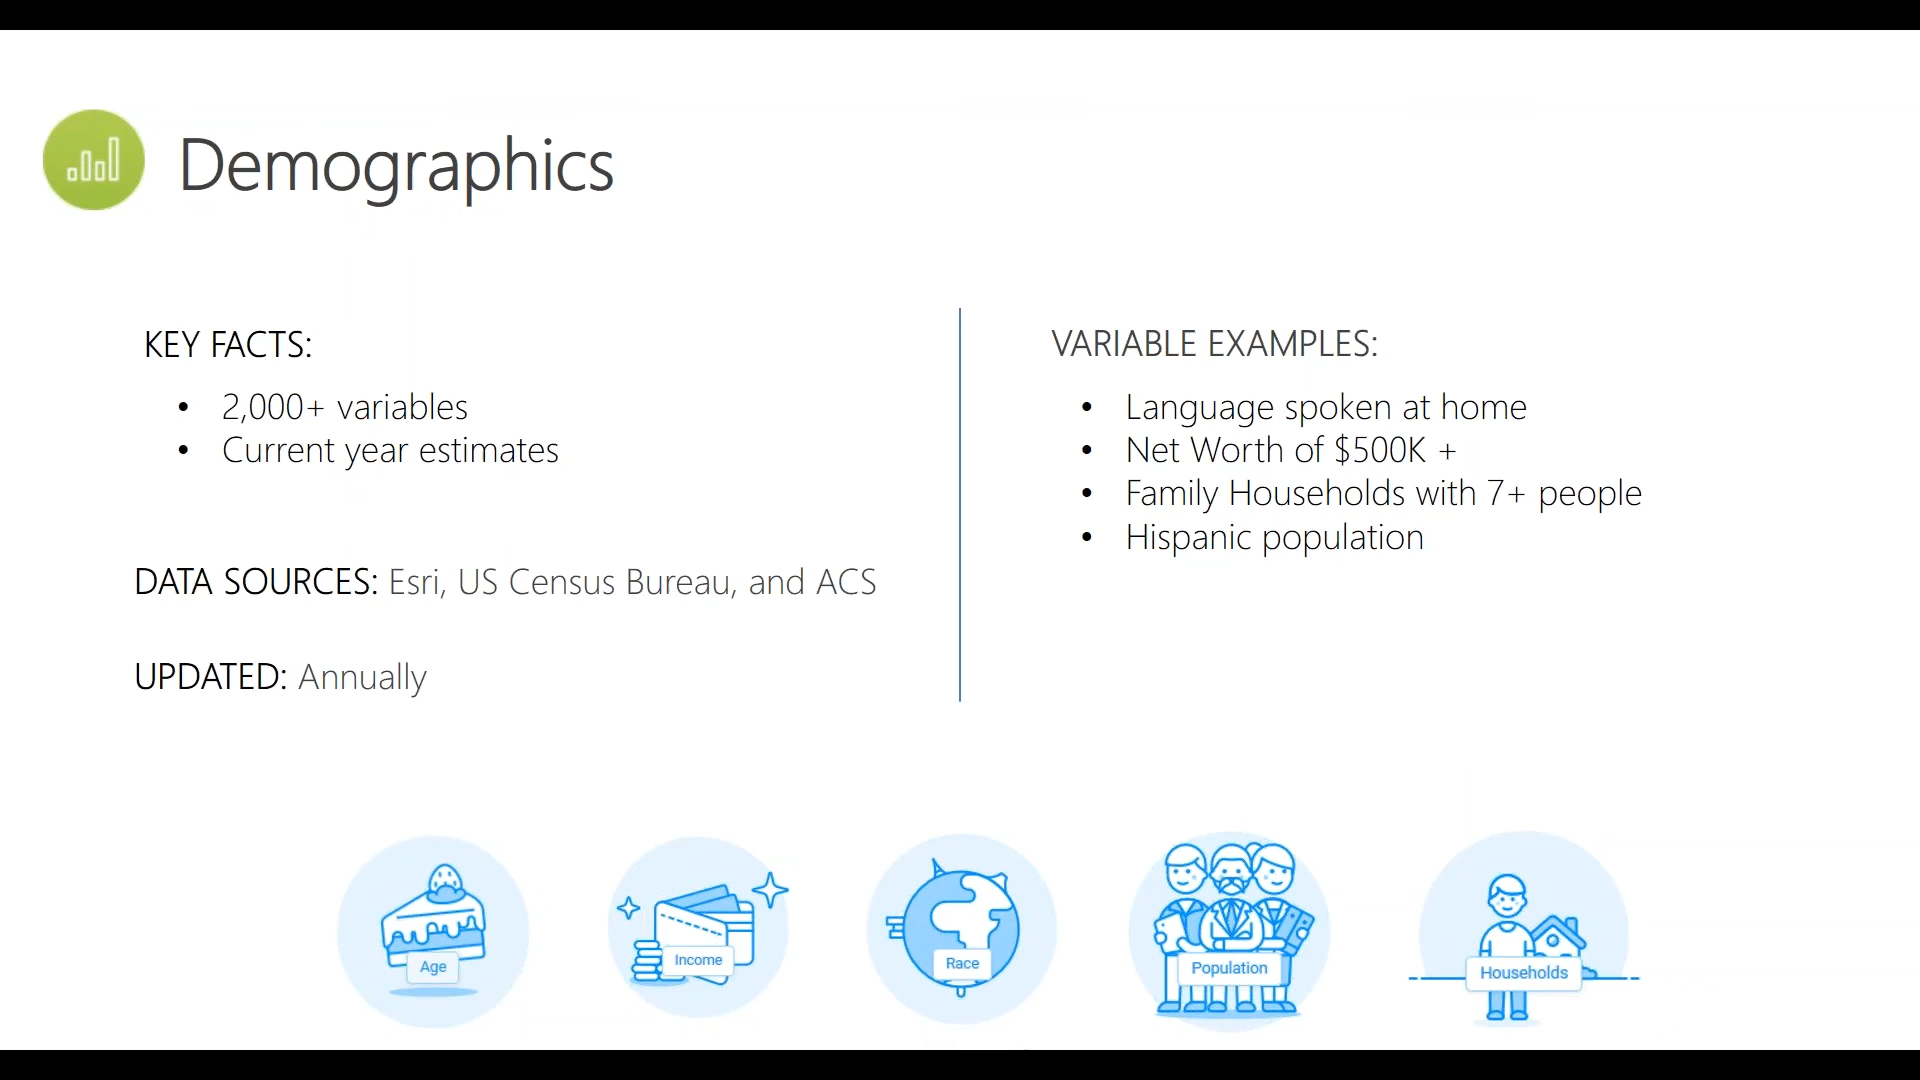 Demographics
KEY FACTS:
• 2,000+ variables
• Current year estimates
DATA SOURCES: Esri, US Census Bureau, and ACS
UPDATED: Annually
VARIABLE EXAMPLES:
• Language spoken at home
• Net Worth of $500K +
• Family Households with 7+ people
• Hispanic population
Age
Income
Race
Population
Households